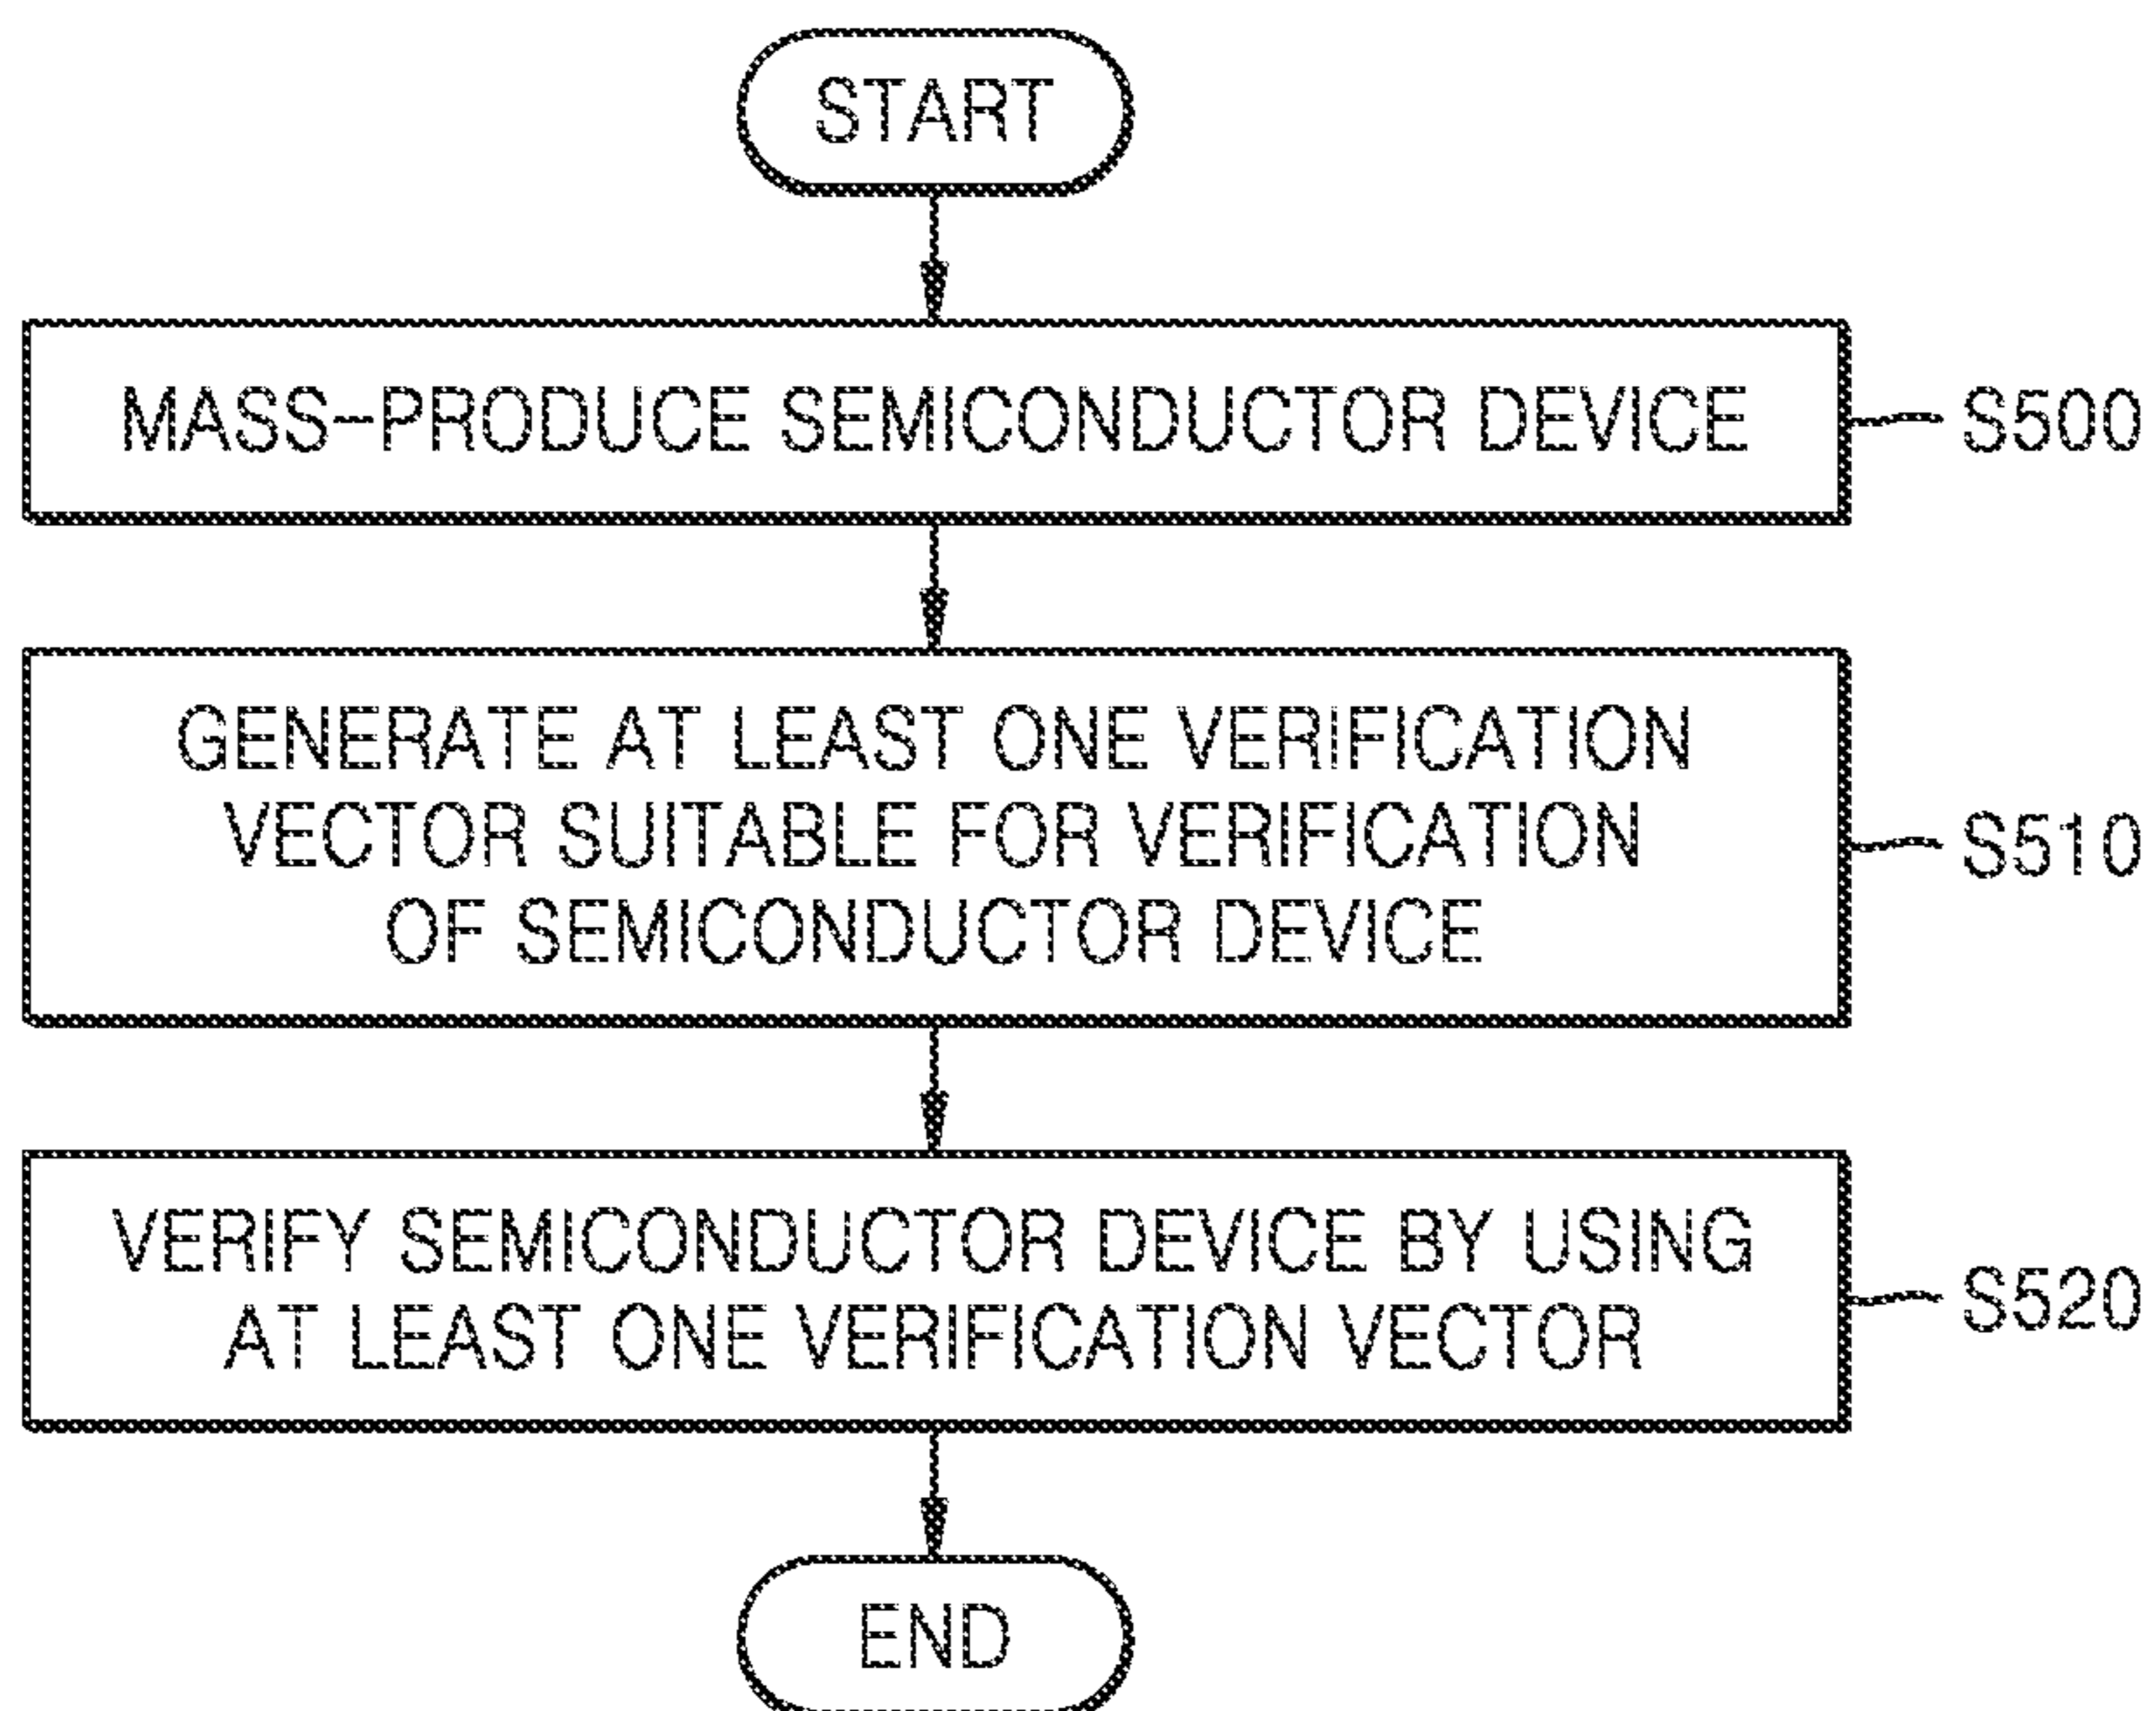 START
MASS-PRODUCE SEMICONDUCTOR DEVICE
S500
GENERATE AT LEAST ONE VERIFICATION
VECTOR SUITABLE FOR VERIFICATION
OF SEMICONDUCTOR DEVICE
S510
VERIFY SEMICONDUCTOR DEVICE BY USING
AT LEAST ONE VERIFICATION VECTOR
S520
END